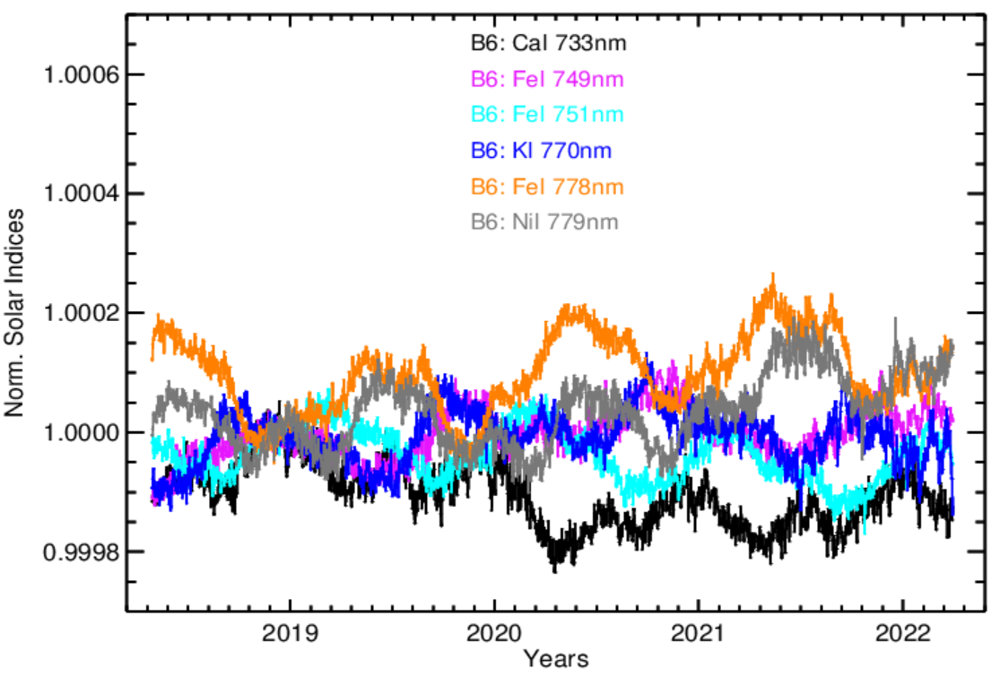 B6: CaI 733nm
B6: FeI 749nm
B6: FeI 751nm
B6: KI 770nm
B6: FeI 778nm
B6: NiI 779nm
Norm. Solar Indices
1.0006
1.0004
1.0002
1.0000
0.9998
2019 2020 2021 2022
Years